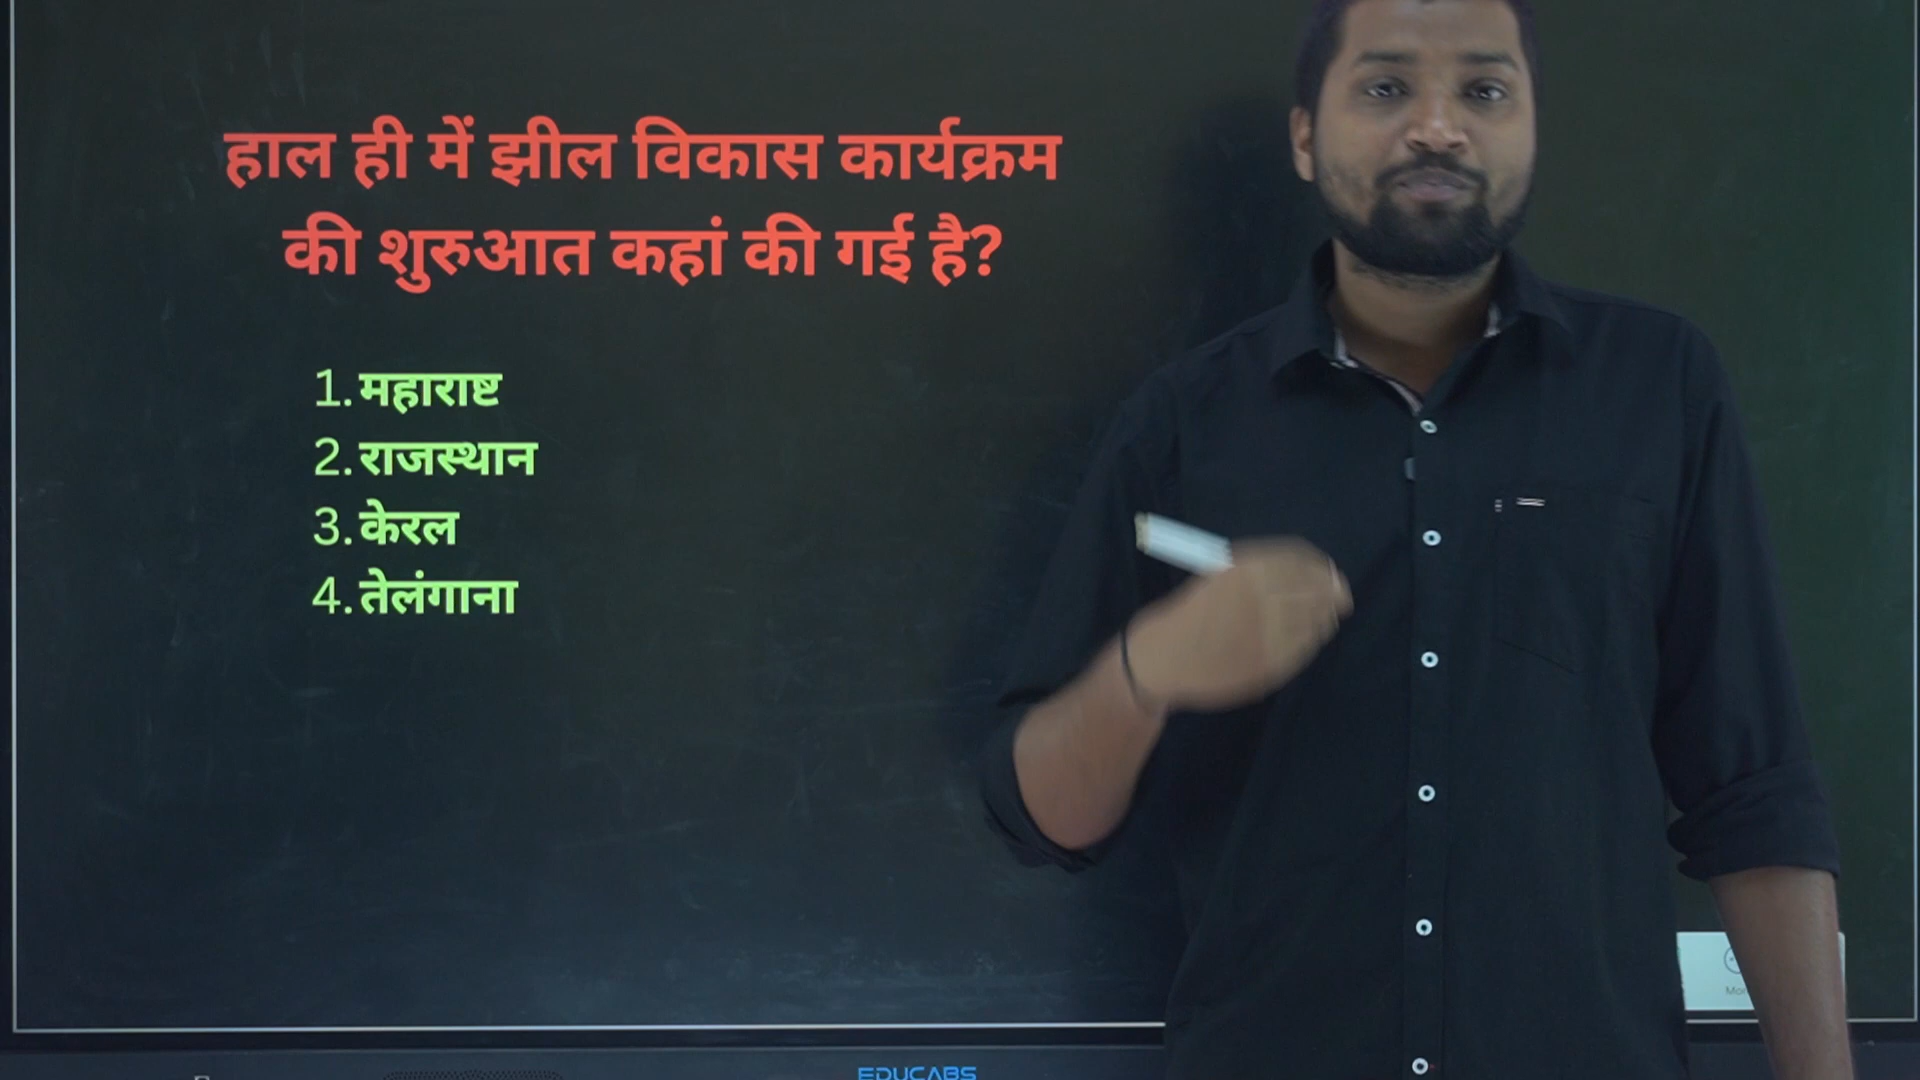 हाल ही में झील विकास कार्यक्रम
की शुरुआत कहां की गई है?
1. महाराष्ट
2. राजस्थान
3. केरल
4. तेलंगाना
EDUCABS